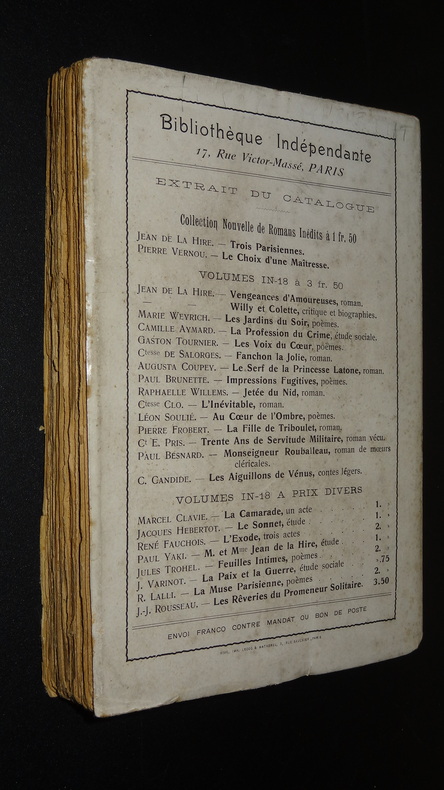 Bibliothèque Indépendante
17, Rue Victor-Massé, PARIS
EXTRAIT DU CATALOGUE
Collection Nouvelle de Romans Inédits à 1 fr. 50
JEAN DE LA HIRE. — Trois Parisiennes.
PIERRE VERNOU. — Le Choix d'une Maîtresse.
VOLUMES IN-18 à 3 fr. 50
JEAN DE LA HIRE. — Vengeances d'Amoureuses, roman.
— — Willy et Colette, critique et biographies.
MARIE WEYRICH. — Les Jardins du Soir, poèmes.
CAMILLE AYMARD. — La Profession du Crime, étude sociale.
GASTON TOURNIER. — Les Voix du Cœur, poèmes.
Ctesse DE SALORGES. — Fanchon la Jolie, roman.
AUGUSTA COUPEY. — Le Serf de la Princesse Latone, roman.
PAUL BRUNETTE. — Impressions Fugitives, poèmes.
RAPHAELLE WILLEMS. — Jetée du Nid, roman.
Ctesse CLO. — L'Inévitable, roman.
LÉON SOULIÉ. — Au Cœur de l'Ombre, poèmes.
PIERRE FROBERT. — La Fille de Triboulet, roman.
Ct E. PRIS. — Trente Ans de Servitude Militaire, roman vécu.
PAUL BESNARD. — Monseigneur Rouballeau, roman de mœurs
cléricales.
C. CANDIDE. — Les Aiguillons de Vénus, contes légers.
VOLUMES IN-18 A PRIX DIVERS
MARCEL CLAVIE. — La Camarade, un acte . 1. »
JACQUES HEBERTOT. — Le Sonnet, étude . 1. »
RENÉ FAUCHOIS. — L'Exode, trois actes 2. »
PAUL YAKI. — M. et Mme Jean de la Hire, étude . 1. »
JULES TROHEL. — Feuilles Intimes, poèmes 2. »
J. VARINOT. — La Paix et la Guerre, étude sociale .75
R. LALLI. — La Muse Parisienne, poèmes 2. »
J.-J. ROUSSEAU. — Les Rêveries du Promeneur Solitaire. 3.50
ENVOI FRANCO CONTRE MANDAT OU BON DE POSTE